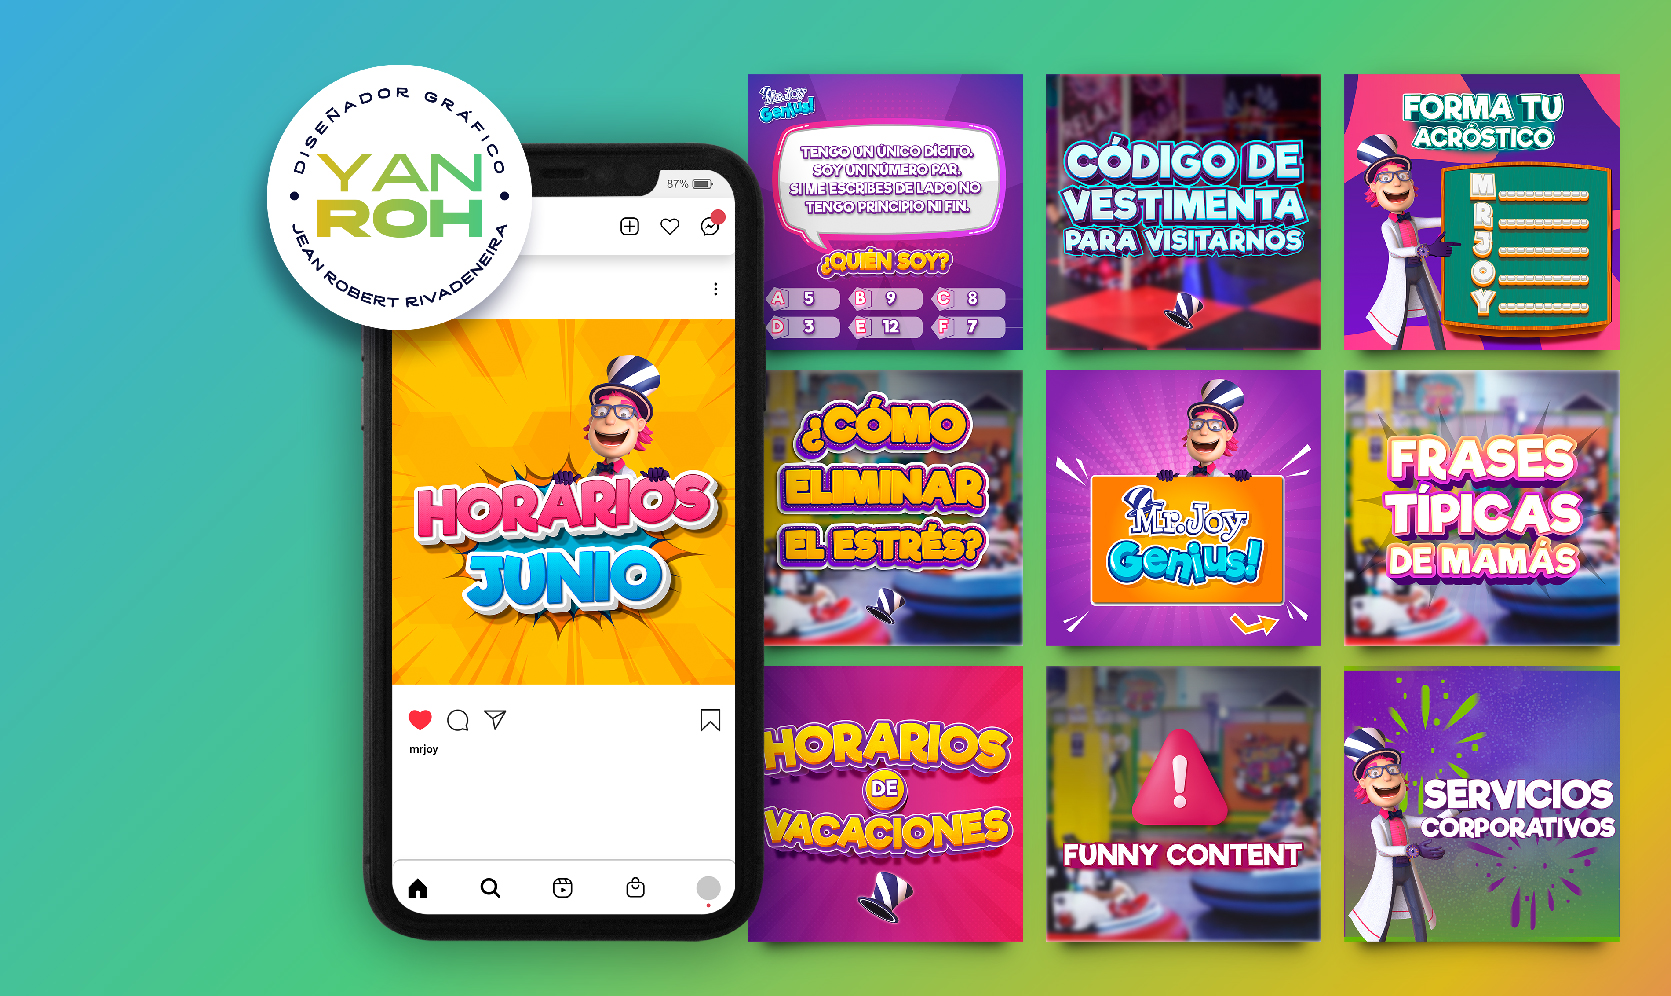 DISEÑADOR GRÁFICO
YAN
ROH
JEAN ROBERT RIVADENEIRA
87%
HORARIOS
JUNIO
mrjoy
Mr. Joy
Genius!
TENGO UN ÚNICO DÍGITO.
SOY UN NÚMERO PAR.
SI ME ESCRIBES DE LADO NO
TENGO PRINCIPIO NI FIN.
¿QUIÉN SOY?
A 5 B 9 C 8
D 3 E 12 F 7
CÓDIGO DE
VESTIMENTA
PARA VISITARNOS
FORMA TU
ACRÓSTICO
M
R
J
O
Y
¿CÓMO
ELIMINAR
EL ESTRÉS?
Mr. Joy
Genius!
FRASES
TÍPICAS
DE MAMÁS
HORARIOS
DE
VACACIONES
FUNNY CONTENT
SERVICIOS
CORPORATIVOS